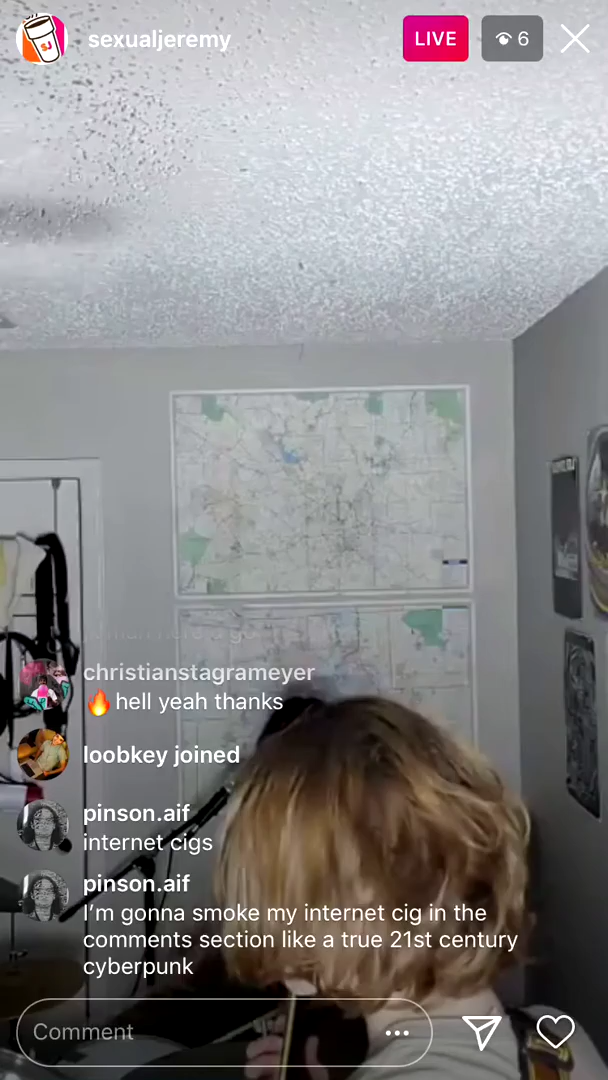 SJ
sexualjeremy
LIVE
6
christianstagrameyer
🔥hell yeah thanks
loobkey joined
pinson.aif
internet cigs
pinson.aif
I'm gonna smoke my internet cig in the
comments section like a true 21st century
cyberpunk
Comment